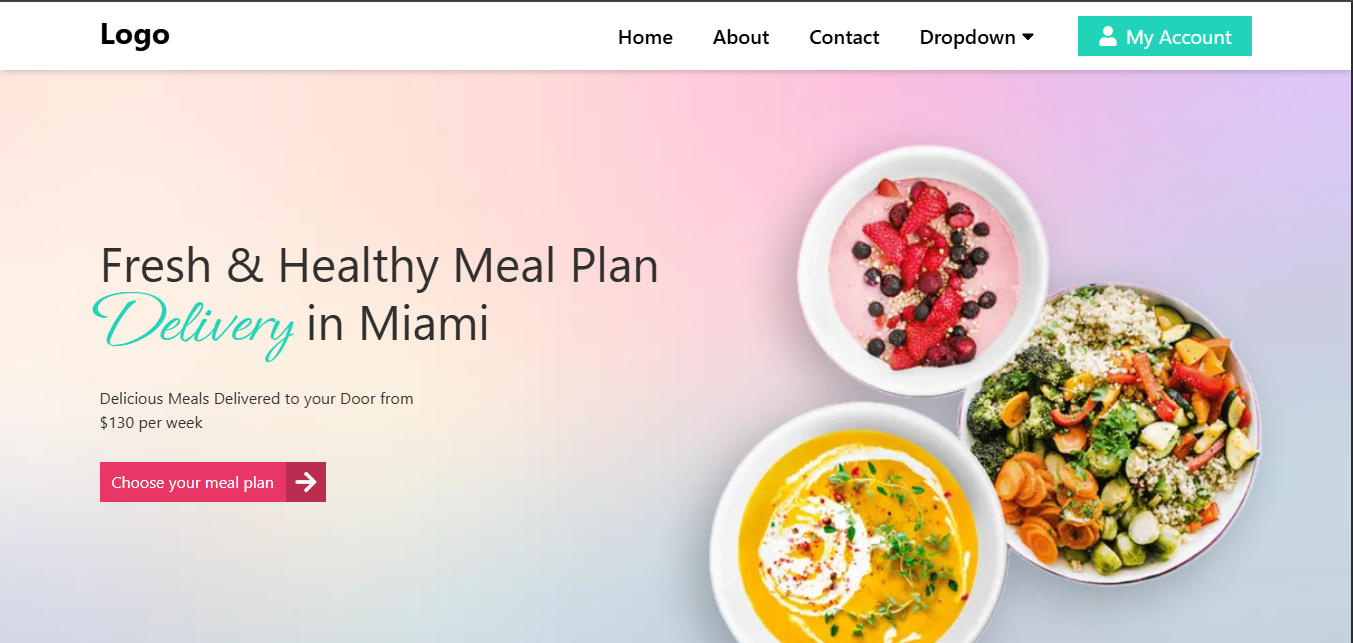 Logo
Home
About
Contact
Dropdown
My Account
Fresh & Healthy Meal Plan
Delivery in Miami
Delicious Meals Delivered to your Door from
$130 per week
Choose your meal plan